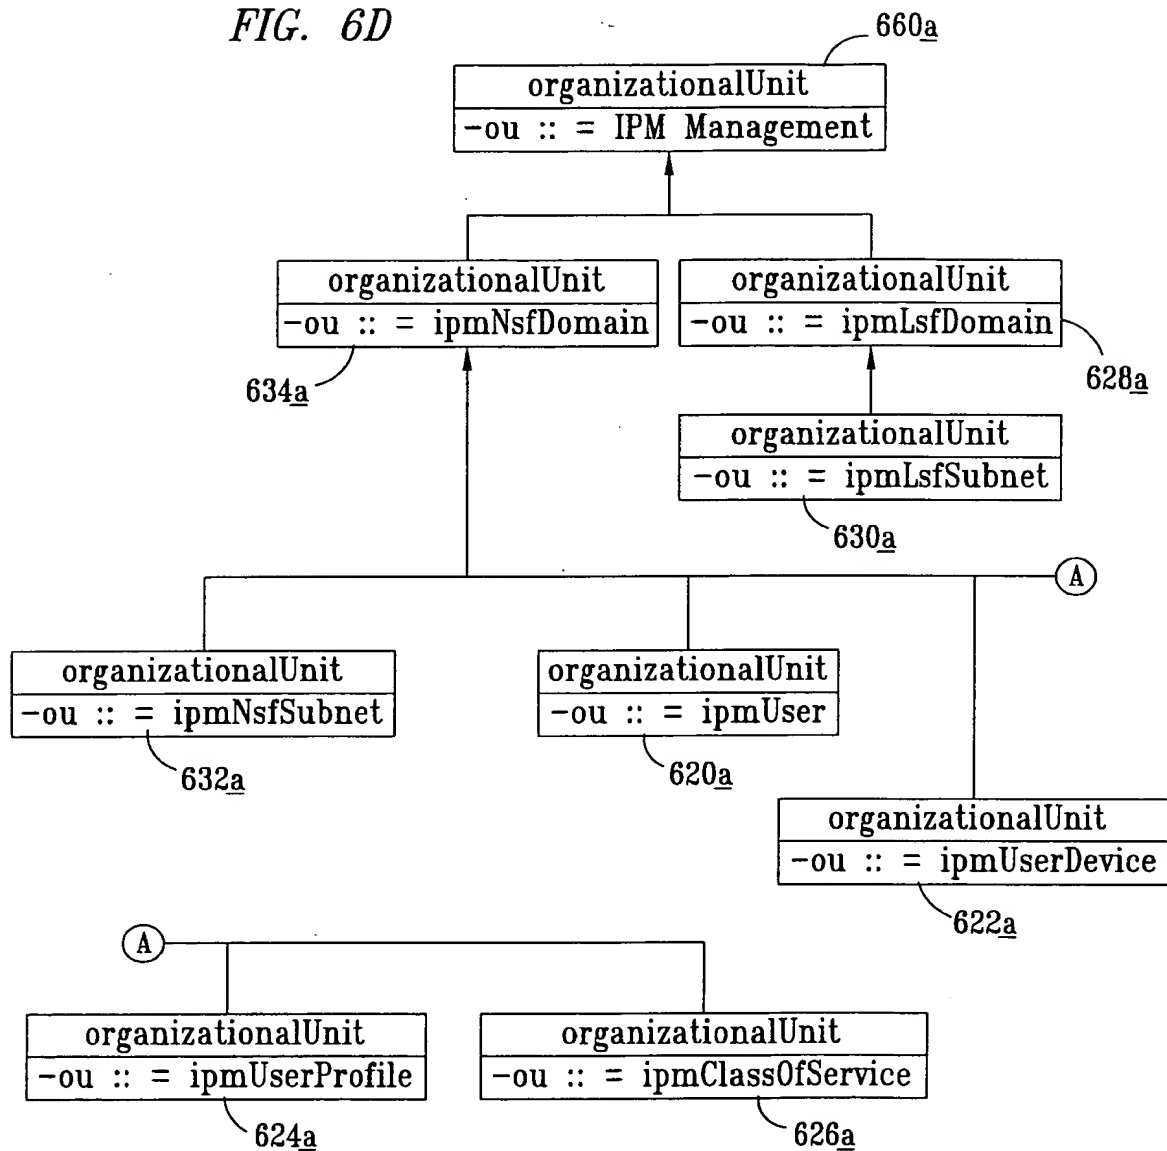 FIG. 6D
660a
organizationalUnit
-ou :: = IPM Management
organizationalUnit
-ou :: = ipmNsfDomain
634a
organizationalUnit
-ou :: = ipmLsfDomain
628a
organizationalUnit
-ou :: = ipmLsfSubnet
630a
A
organizationalUnit
-ou :: = ipmNsfSubnet
632a
organizationalUnit
-ou :: = ipmUser
620a
organizationalUnit
-ou :: = ipmUserDevice
622a
A
organizationalUnit
-ou :: = ipmUserProfile
624a
organizationalUnit
-ou :: = ipmClassOfService
626a